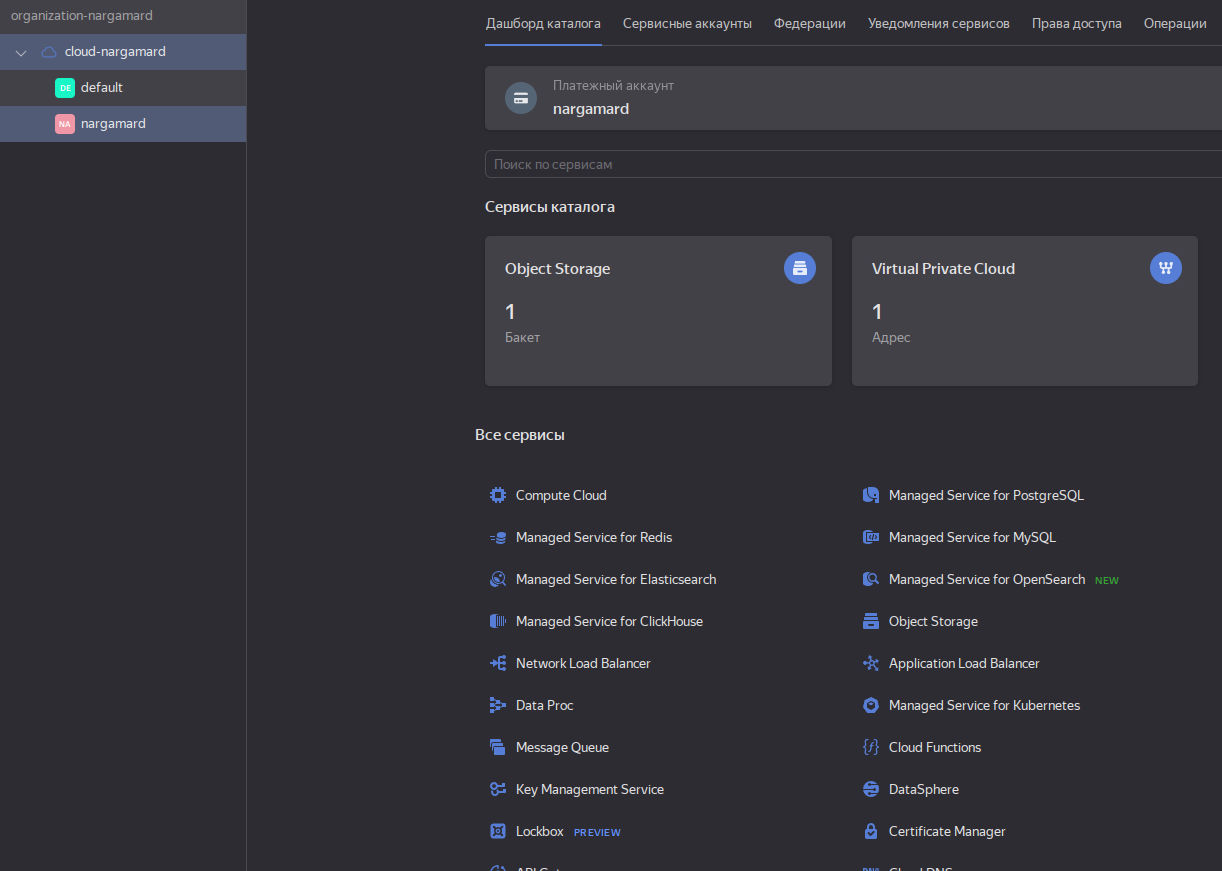 organization-nargamard
cloud-nargamard
DE default
NA nargamard
Дашборд каталога Сервисные аккаунты Федерации Уведомления сервисов Права доступа Операции
Платежный аккаунт
nargamard
Поиск по сервисам
Сервисы каталога
Object Storage
1
Бакет
Virtual Private Cloud
1
Адрес
Все сервисы
Compute Cloud
Managed Service for PostgreSQL
Managed Service for Redis
Managed Service for MySQL
Managed Service for Elasticsearch
Managed Service for OpenSearch NEW
Managed Service for ClickHouse
Object Storage
Network Load Balancer
Application Load Balancer
Data Proc
Managed Service for Kubernetes
Message Queue
Cloud Functions
Key Management Service
DataSphere
Lockbox PREVIEW
Certificate Manager
Cloud DNS